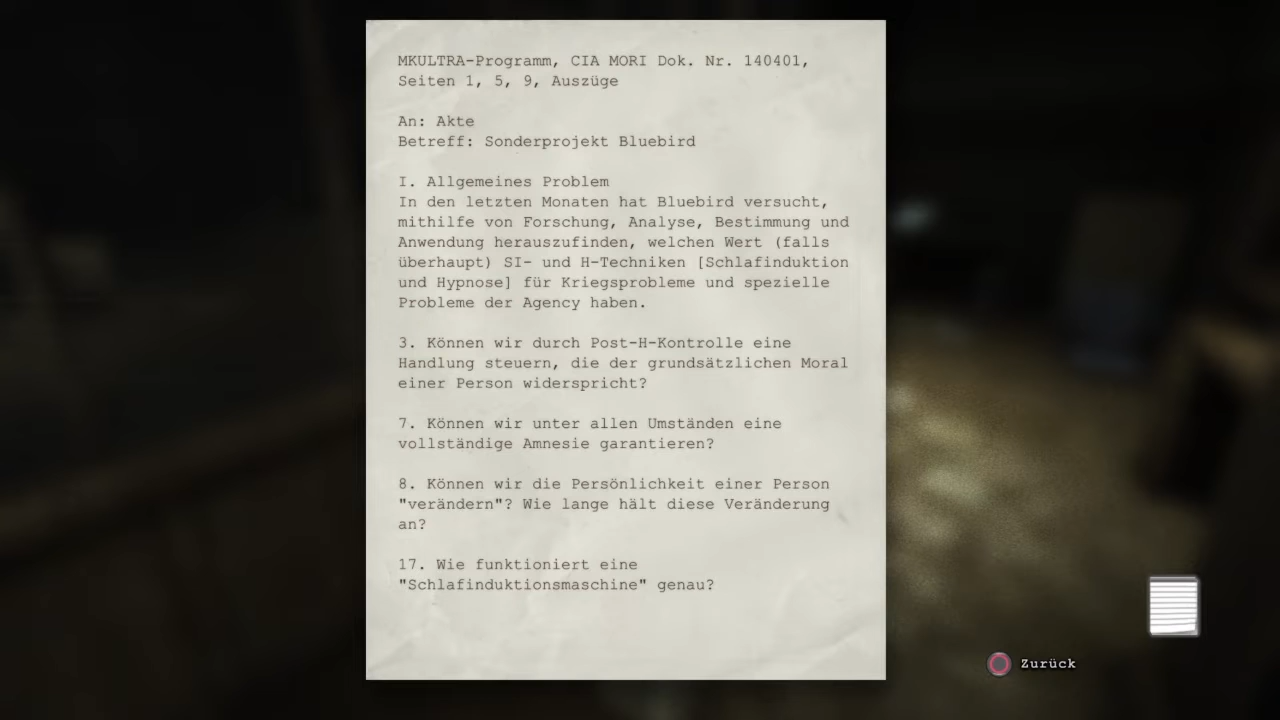 MKULTRA-Programm, CIA MORI Dok. Nr. 140401,
Seiten 1, 5, 9, Auszüge
An: Akte
Betreff: Sonderprojekt Bluebird
I. Allgemeines Problem
In den letzten Monaten hat Bluebird versucht,
mithilfe von Forschung, Analyse, Bestimmung und
Anwendung herauszufinden, welchen Wert (falls
überhaupt) SI- und H-Techniken [Schlafinduktion
und Hypnose] für Kriegsprobleme und spezielle
Probleme der Agency haben.
3. Können wir durch Post-H-Kontrolle eine
Handlung steuern, die der grundsätzlichen Moral
einer Person widerspricht?
7. Können wir unter allen Umständen eine
vollständige Amnesie garantieren?
8. Können wir die Persönlichkeit einer Person
"verändern"? Wie lange hält diese Veränderung
an?
17. Wie funktioniert eine
"Schlafinduktionsmaschine" genau?
Zurück